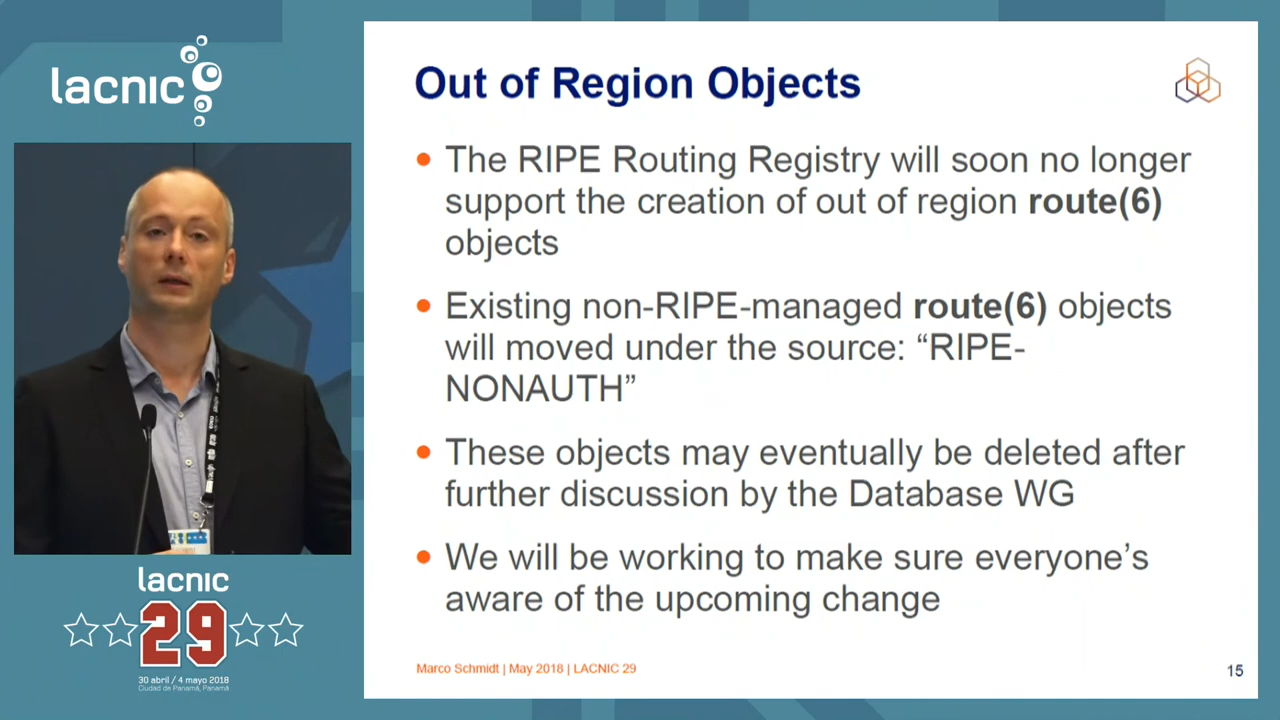 lacnic
Out of Region Objects
The RIPE Routing Registry will soon no longer
support the creation of out of region route(6)
objects
Existing non-RIPE-managed route(6) objects
will moved under the source: “RIPE-
NONAUTH”
These objects may eventually be deleted after
further discussion by the Database WG
We will be working to make sure everyone’s
aware of the upcoming change
Marco Schmidt | May 2018 | LACNIC 29
15
lacnic
29
30 abril / 4 mayo 2018
Ciudad de Panamá, Panamá